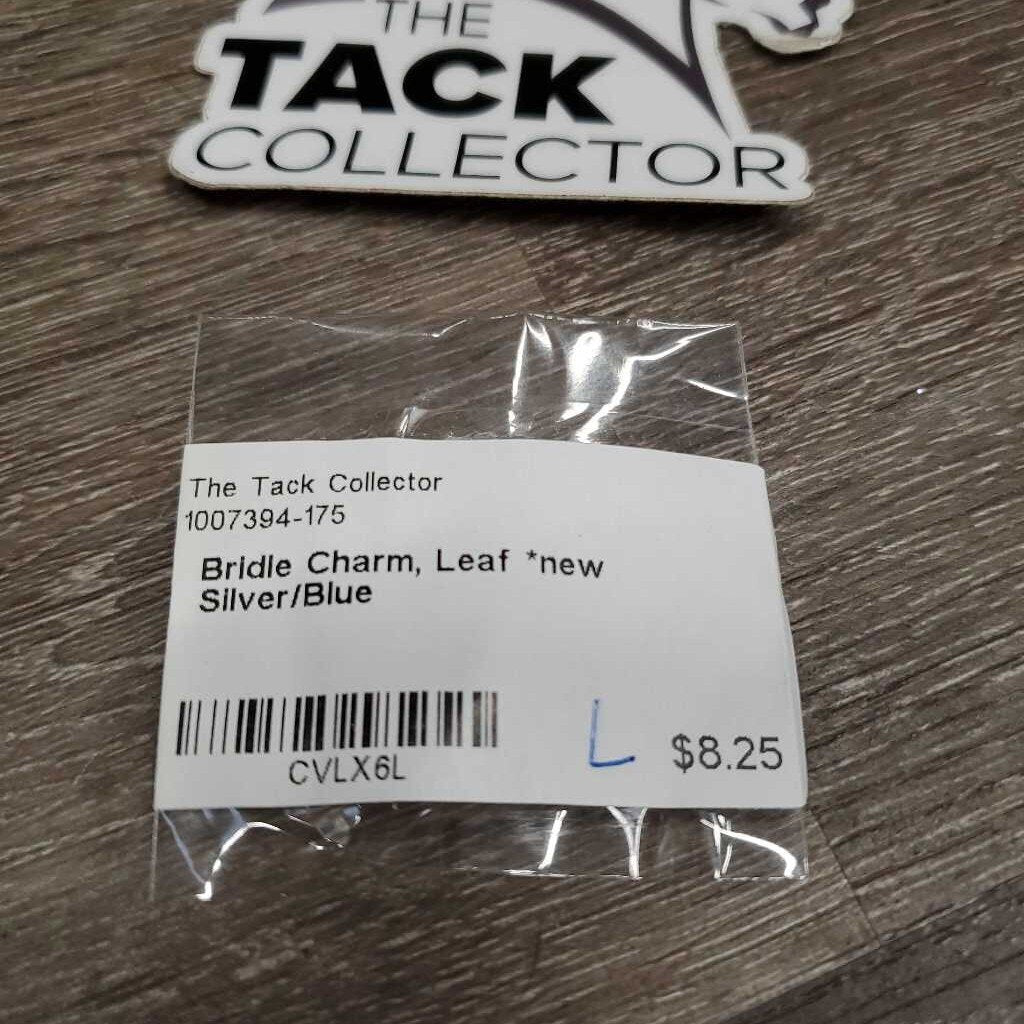 THE
TACK
COLLECTOR
The Tack Collector
1007394-175
Bridle Charm, Leaf *new
Silver/Blue
CVLX6L
L
$8.25